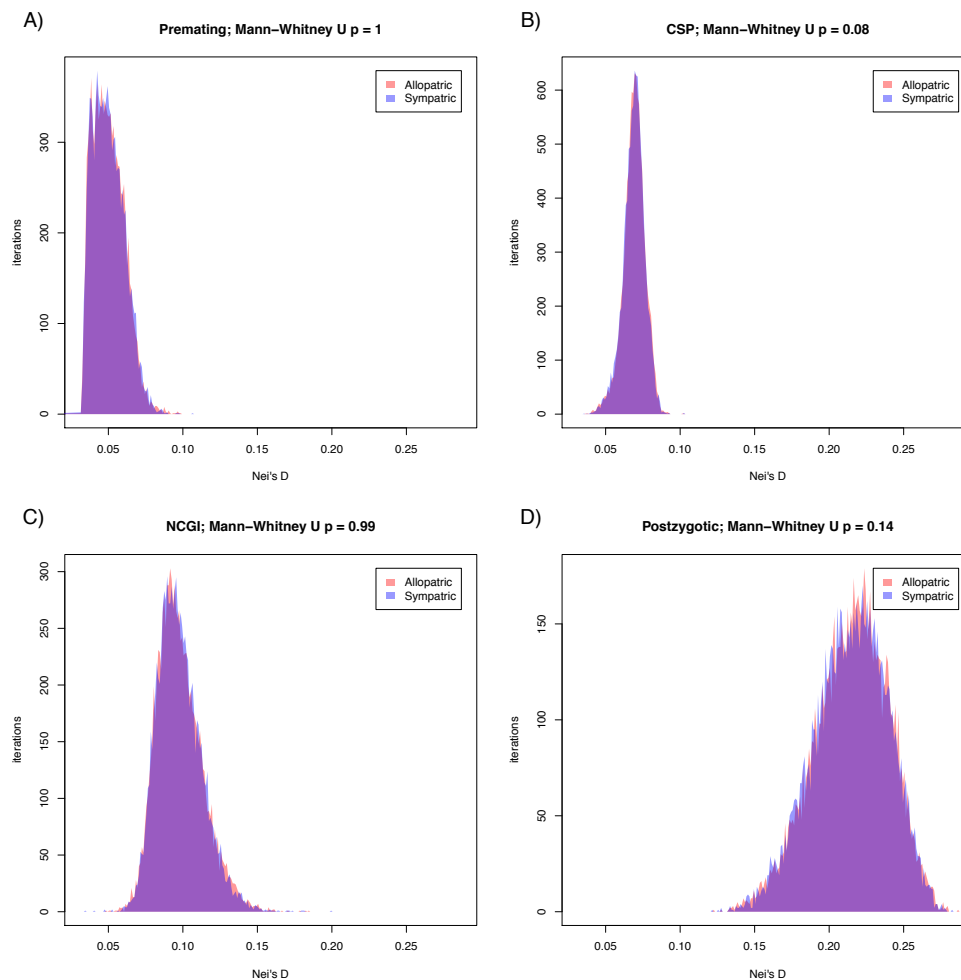 A)
Premating; Mann−Whitney U p = 1
Allopatric
Sympatric
iterations
0
100
200
300
0.05
0.10
0.15
0.20
0.25
Nei's D
B)
CSP; Mann−Whitney U p = 0.08
Allopatric
Sympatric
iterations
0
100
200
300
400
500
600
0.05
0.10
0.15
0.20
0.25
Nei's D
C)
NCGI; Mann−Whitney U p = 0.99
Allopatric
Sympatric
iterations
0
50
100
150
200
250
300
0.05
0.10
0.15
0.20
0.25
Nei's D
D)
Postzygotic; Mann−Whitney U p = 0.14
Allopatric
Sympatric
iterations
0
50
100
150
0.05
0.10
0.15
0.20
0.25
Nei's D